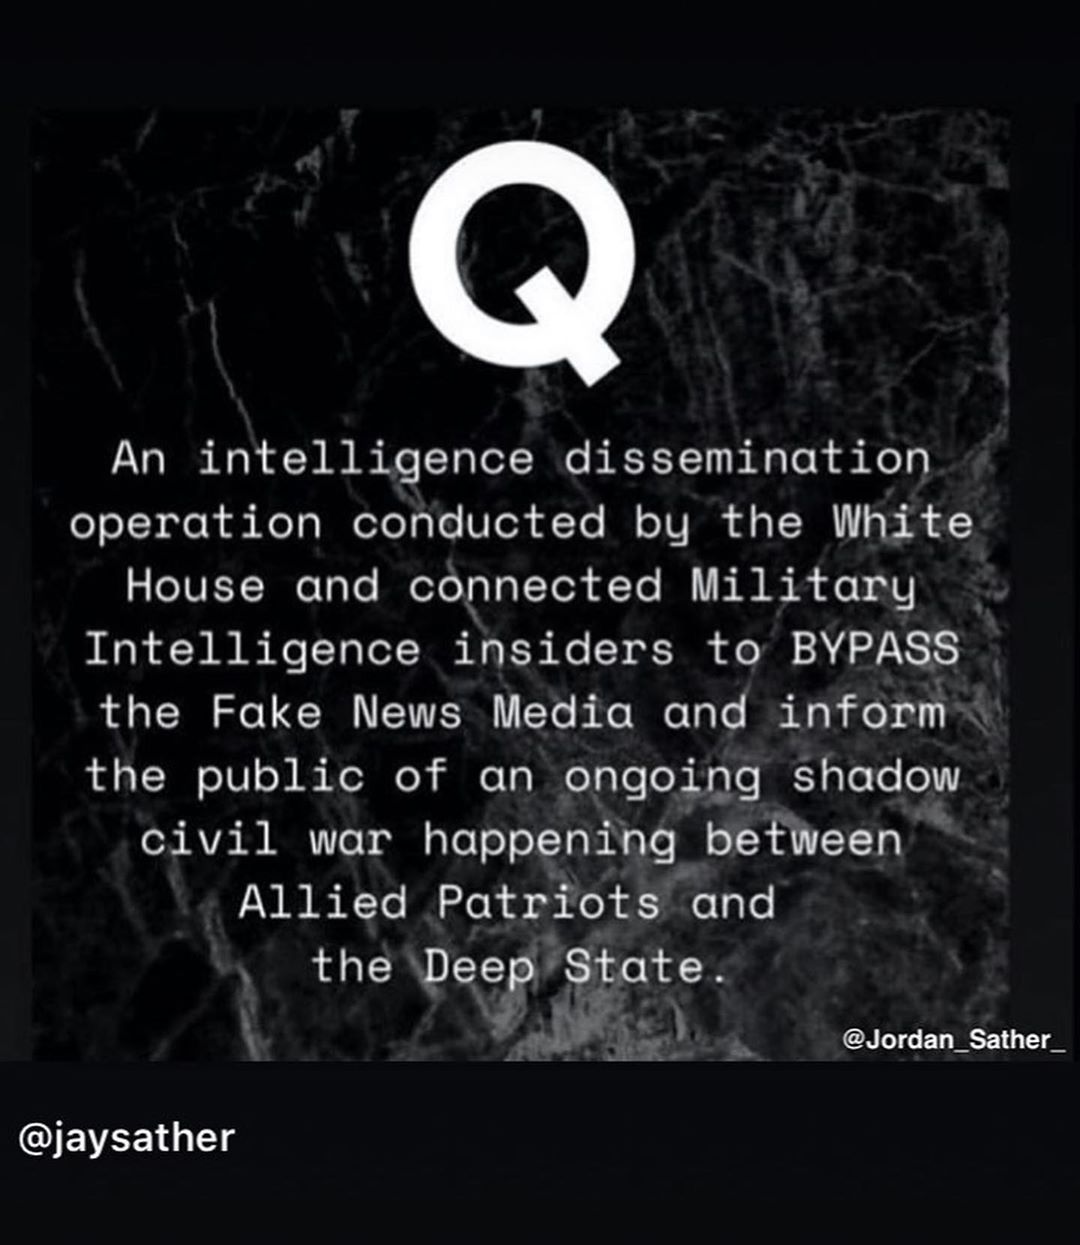 Q
An intelligence dissemination
operation conducted by the White
House and connected Military
Intelligence insiders to BYPASS
the Fake News Media and inform
the public of an ongoing shadow
civil war happening between
Allied Patriots and
the Deep State.
@Jordan_Sather_
@jaysather